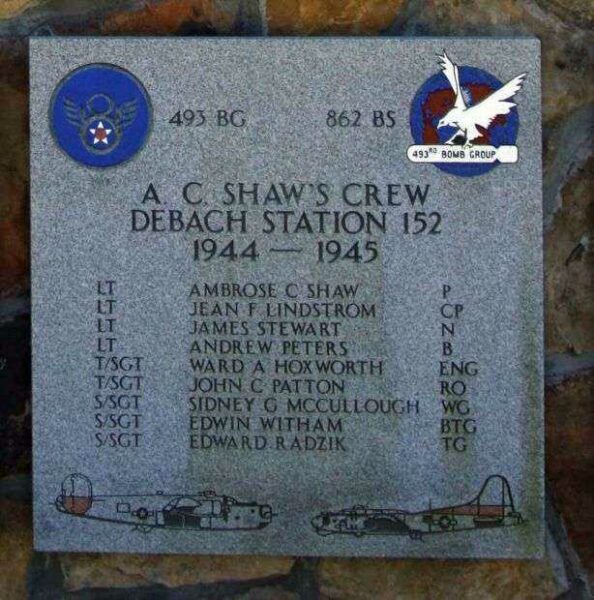 493 BG 862 BS
493RD BOMB GROUP
A. C. SHAW'S CREW
DEBACH STATION 152
1944 — 1945
LT AMBROSE C SHAW P
LT JEAN F LINDSTROM CP
LT JAMES STEWART N
LT ANDREW PETERS B
T/SGT WARD A HOXWORTH ENG
T/SGT JOHN C PATTON RO
S/SGT SIDNEY G MCCULLOUGH WG
S/SGT EDWIN WITHAM BTG
S/SGT EDWARD RADZIK TG